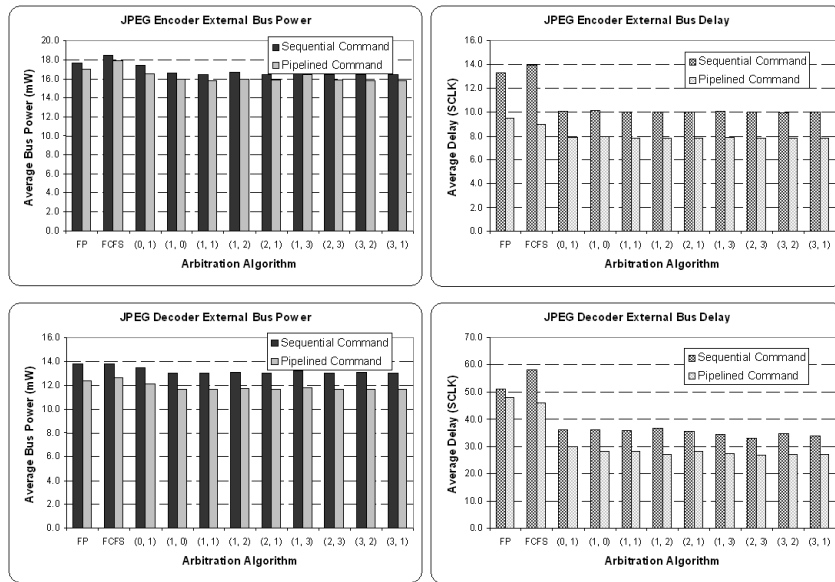 JPEG Encoder External Bus Power
20.0
18.0
16.0
14.0
12.0
10.0
8.0
6.0
4.0
2.0
0.0
Average Bus Power (mW)
Sequential Command
Pipelined Command
FP FCFS (0, 1) (1, 0) (1, 1) (1, 2) (2, 1) (1, 3) (2, 3) (3, 2) (3, 1)
Arbitration Algorithm
JPEG Encoder External Bus Delay
16.0
14.0
12.0
10.0
8.0
6.0
4.0
2.0
0.0
Average Delay (SCLK)
Sequential Command
Pipelined Command
FP FCFS (0, 1) (1, 0) (1, 1) (1, 2) (2, 1) (1, 3) (2, 3) (3, 2) (3, 1)
Arbitration Algorithm
JPEG Decoder External Bus Power
16.0
14.0
12.0
10.0
8.0
6.0
4.0
2.0
0.0
Average Bus Power (mW)
Sequential Command
Pipelined Command
FP FCFS (0, 1) (1, 0) (1, 1) (1, 2) (2, 1) (1, 3) (2, 3) (3, 2) (3, 1)
Arbitration Algorithm
JPEG Decoder External Bus Delay
70.0
60.0
50.0
40.0
30.0
20.0
10.0
0.0
Average Delay (SCLK)
Sequential Command
Pipelined Command
FP FCFS (0, 1) (1, 0) (1, 1) (1, 2) (2, 1) (1, 3) (2, 3) (3, 2) (3, 1)
Arbitration Algorithm